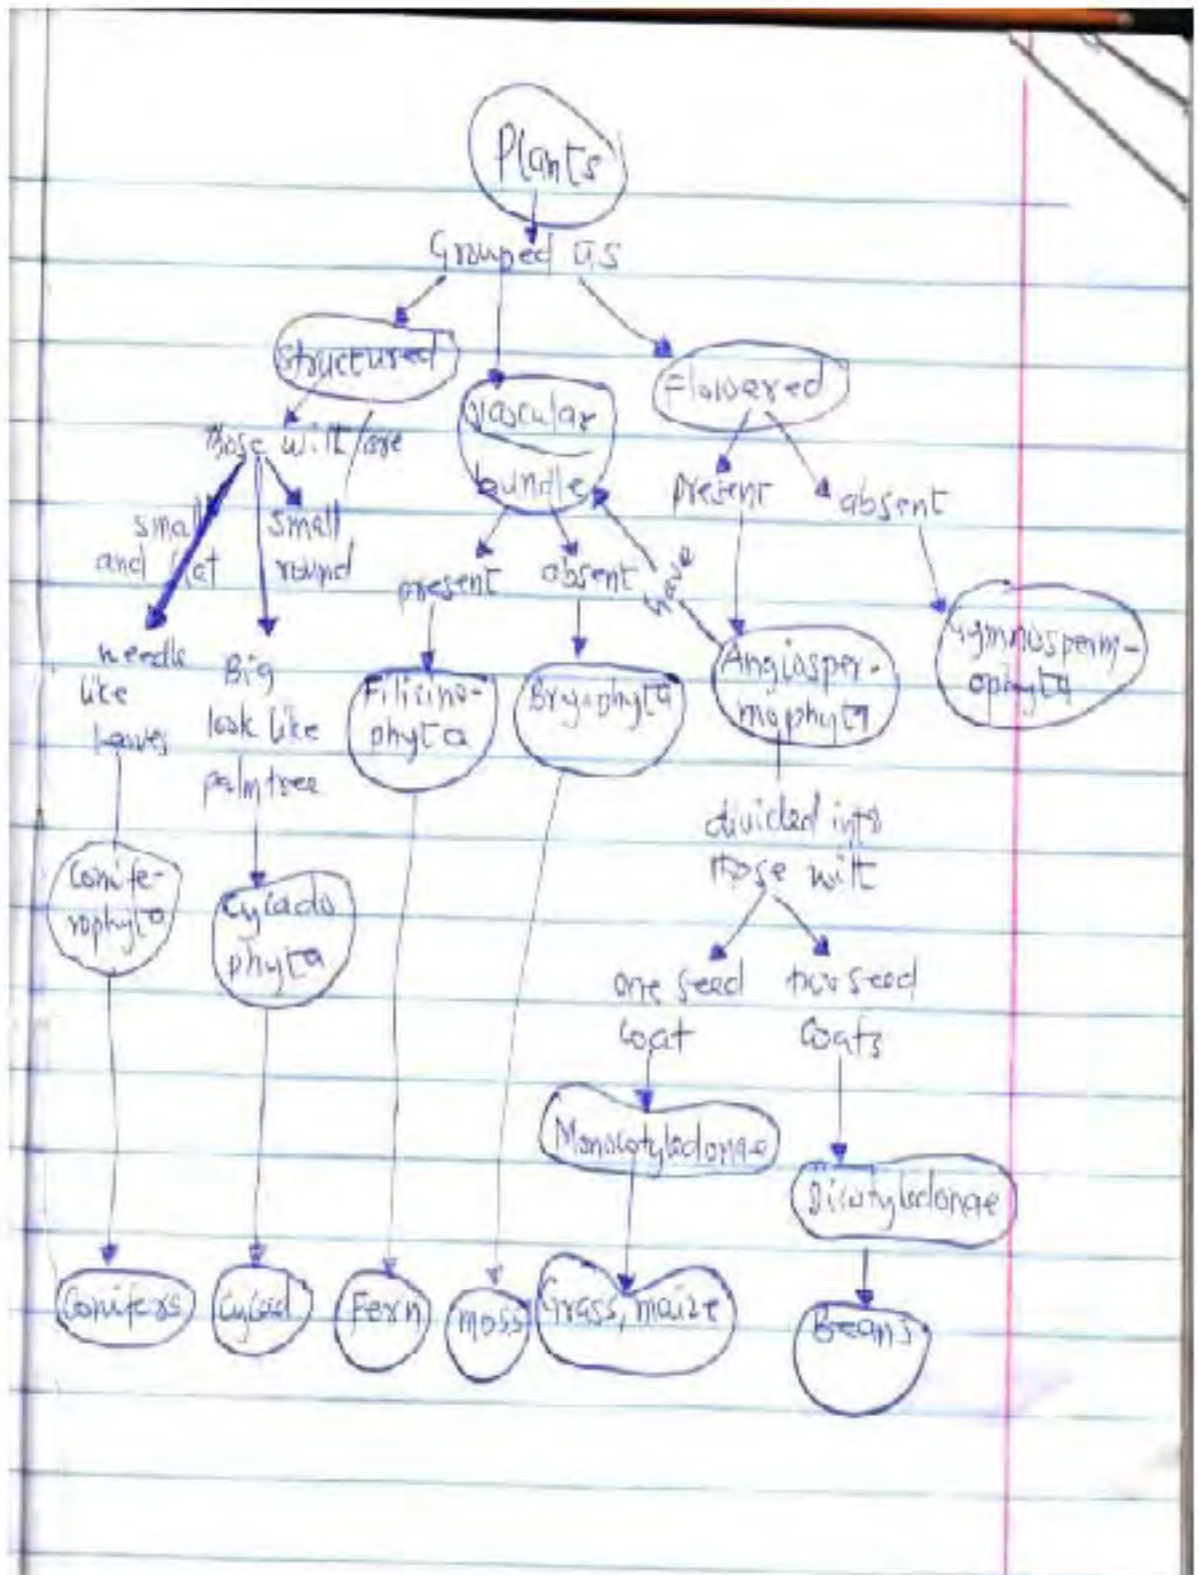 Plants
Grouped as
Structured
Vascular
bundle
Flowered
those with/are
present
absent
small
and flat
small
round
present
absent
have
needle
like
leaves
Big
look like
palm tree
Filicino-
phyta
Bryophyta
Angiosper-
mophyta
Gymnosperm-
ophyta
divided into
those with
Conife-
rophyta
Cycado
phyta
one seed
coat
two seed
coats
Monocotyledonae
Dicotyledonae
Conifers
Cycad
Fern
moss
Grass, maize
Beans